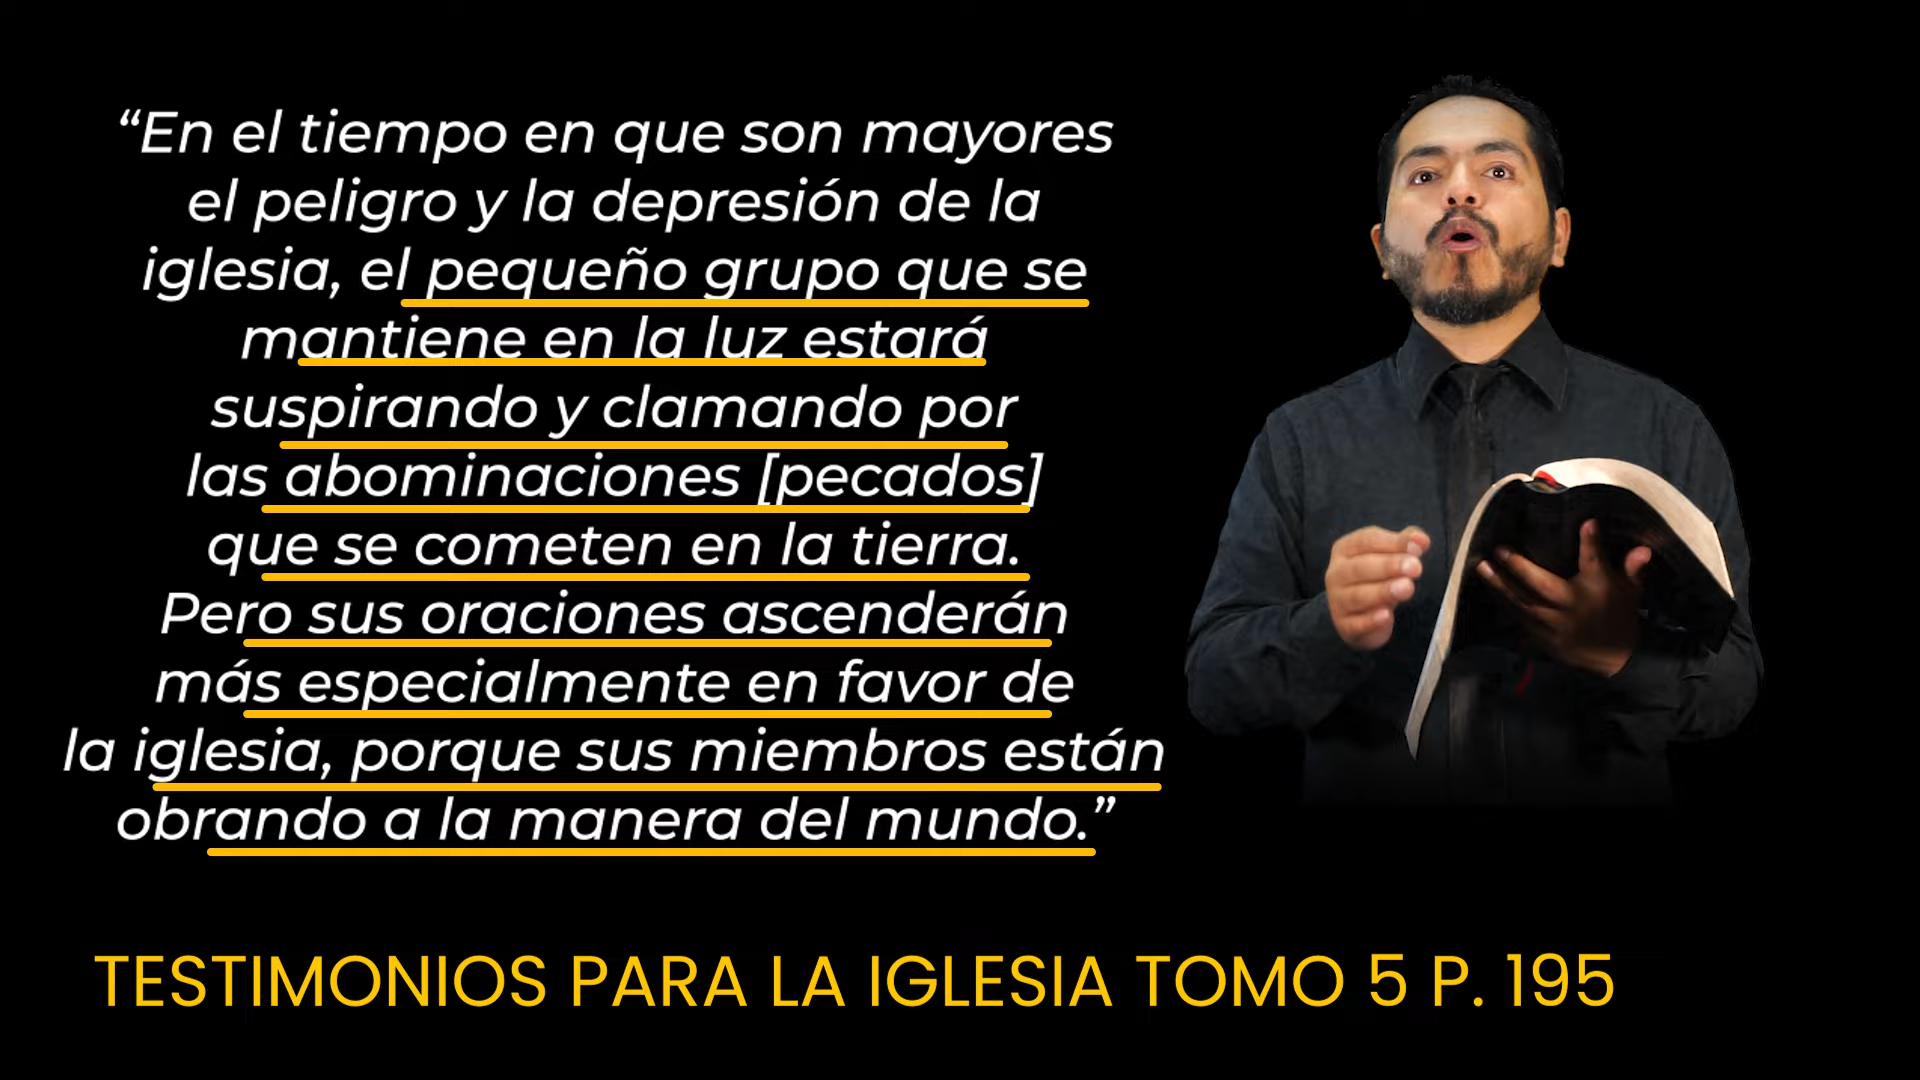 “En el tiempo en que son mayores
el peligro y la depresión de la
iglesia, el pequeño grupo que se
mantiene en la luz estará
suspirando y clamando por
las abominaciones [pecados]
que se cometen en la tierra.
Pero sus oraciones ascenderán
más especialmente en favor de
la iglesia, porque sus miembros están
obrando a la manera del mundo.”
TESTIMONIOS PARA LA IGLESIA TOMO 5 P. 195